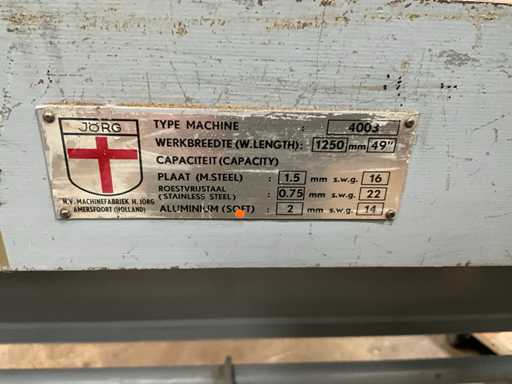 JÖRG
N.V. MACHINEFABRIEK H. JÖRG
AMERSFOORT (HOLLAND)
TYPE MACHINE : 4003
WERKBREEDTE (W.LENGTH): 1250 mm 49"
CAPACITEIT (CAPACITY)
PLAAT (M.STEEL) : 1.5 mm s.w.g. 16
ROESTVRIJSTAAL
(STAINLESS STEEL) : 0.75 mm s.w.g. 22
ALUMINIUM (SOFT) : 2 mm s.w.g. 14